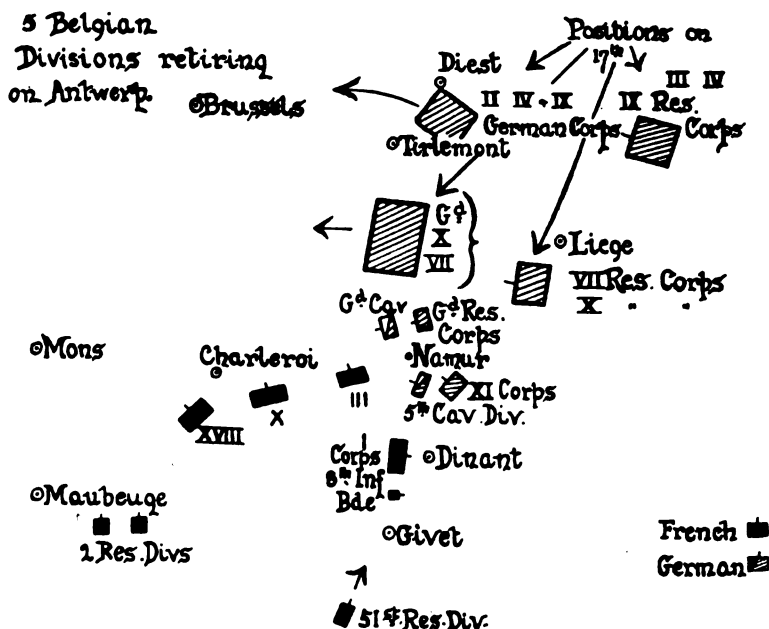 5 Belgian
Divisions retiring
on Antwerp.
Positions on
17th
Diest
Brussels
II IV - IX
German Corps
III IV
IX Res.
Corps
Tirlemont
Gd
X
VII
Liege
VII Res. Corps
X " "
Gd Cav
Gd Res.
Corps
Mons
Charleroi
Namur
III
X
XVIII
XI Corps
5th Cav. Div.
I
Corps
8th Inf
Bde
Dinant
Maubeuge
2 Res. Divs
Givet
French
German
51st. Res. Div.